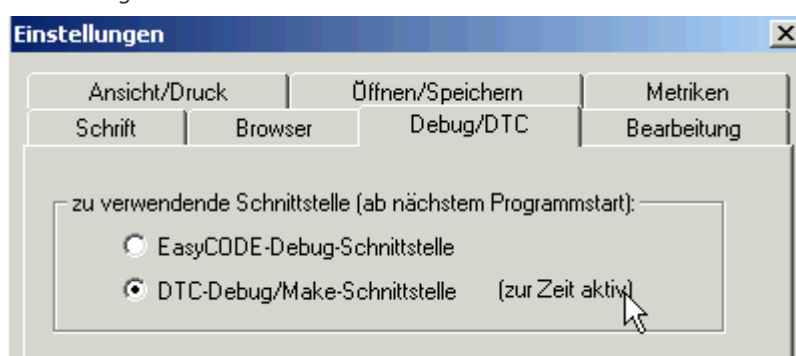 Einstellungen
Ansicht/Druck Öffnen/Speichern Metriken
Schrift Browser Debug/DTC Bearbeitung
zu verwendende Schnittstelle (ab nächstem Programmstart):
EasyCODE-Debug-Schnittstelle
DTC-Debug/Make-Schnittstelle (zur Zeit aktiv)